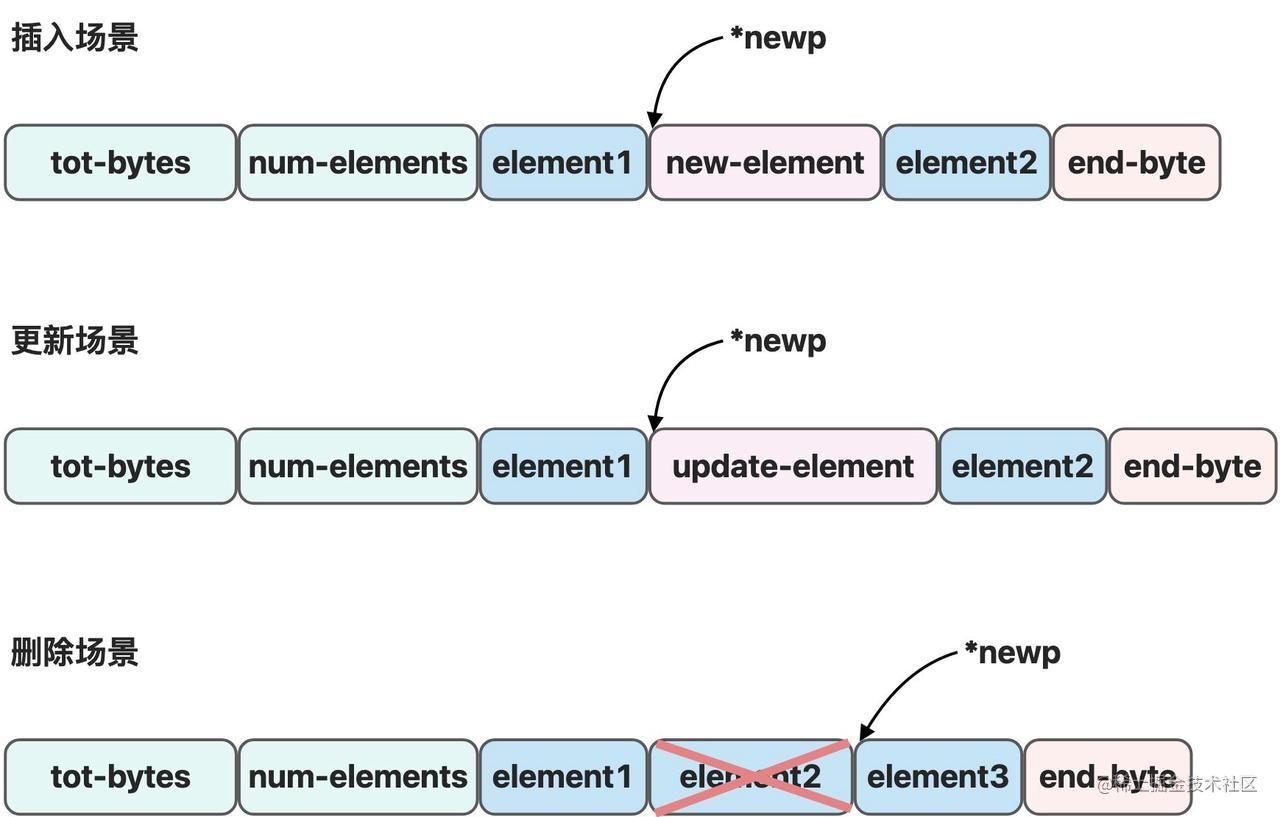 插入场景
*newp
tot-bytes num-elements element1 new-element element2 end-byte
更新场景
*newp
tot-bytes num-elements element1 update-element element2 end-byte
删除场景
*newp
tot-bytes num-elements element1 element2 element3 end-byte
@稀土掘金技术社区